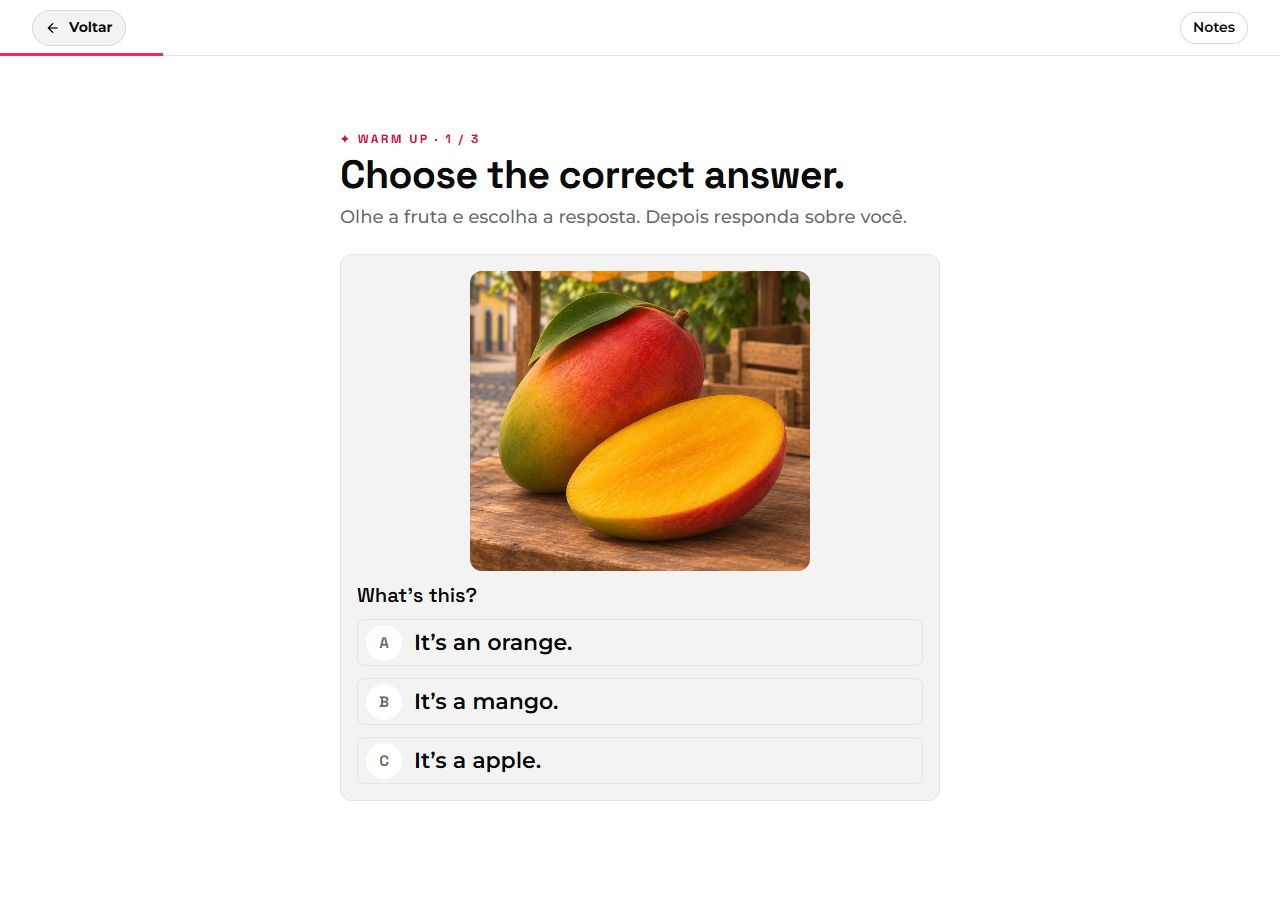 ← Voltar
Notes
✦ WARM UP · 1 / 3
Choose the correct answer.
Olhe a fruta e escolha a resposta. Depois responda sobre você.
What’s this?
A It’s an orange.
B It’s a mango.
C It’s a apple.